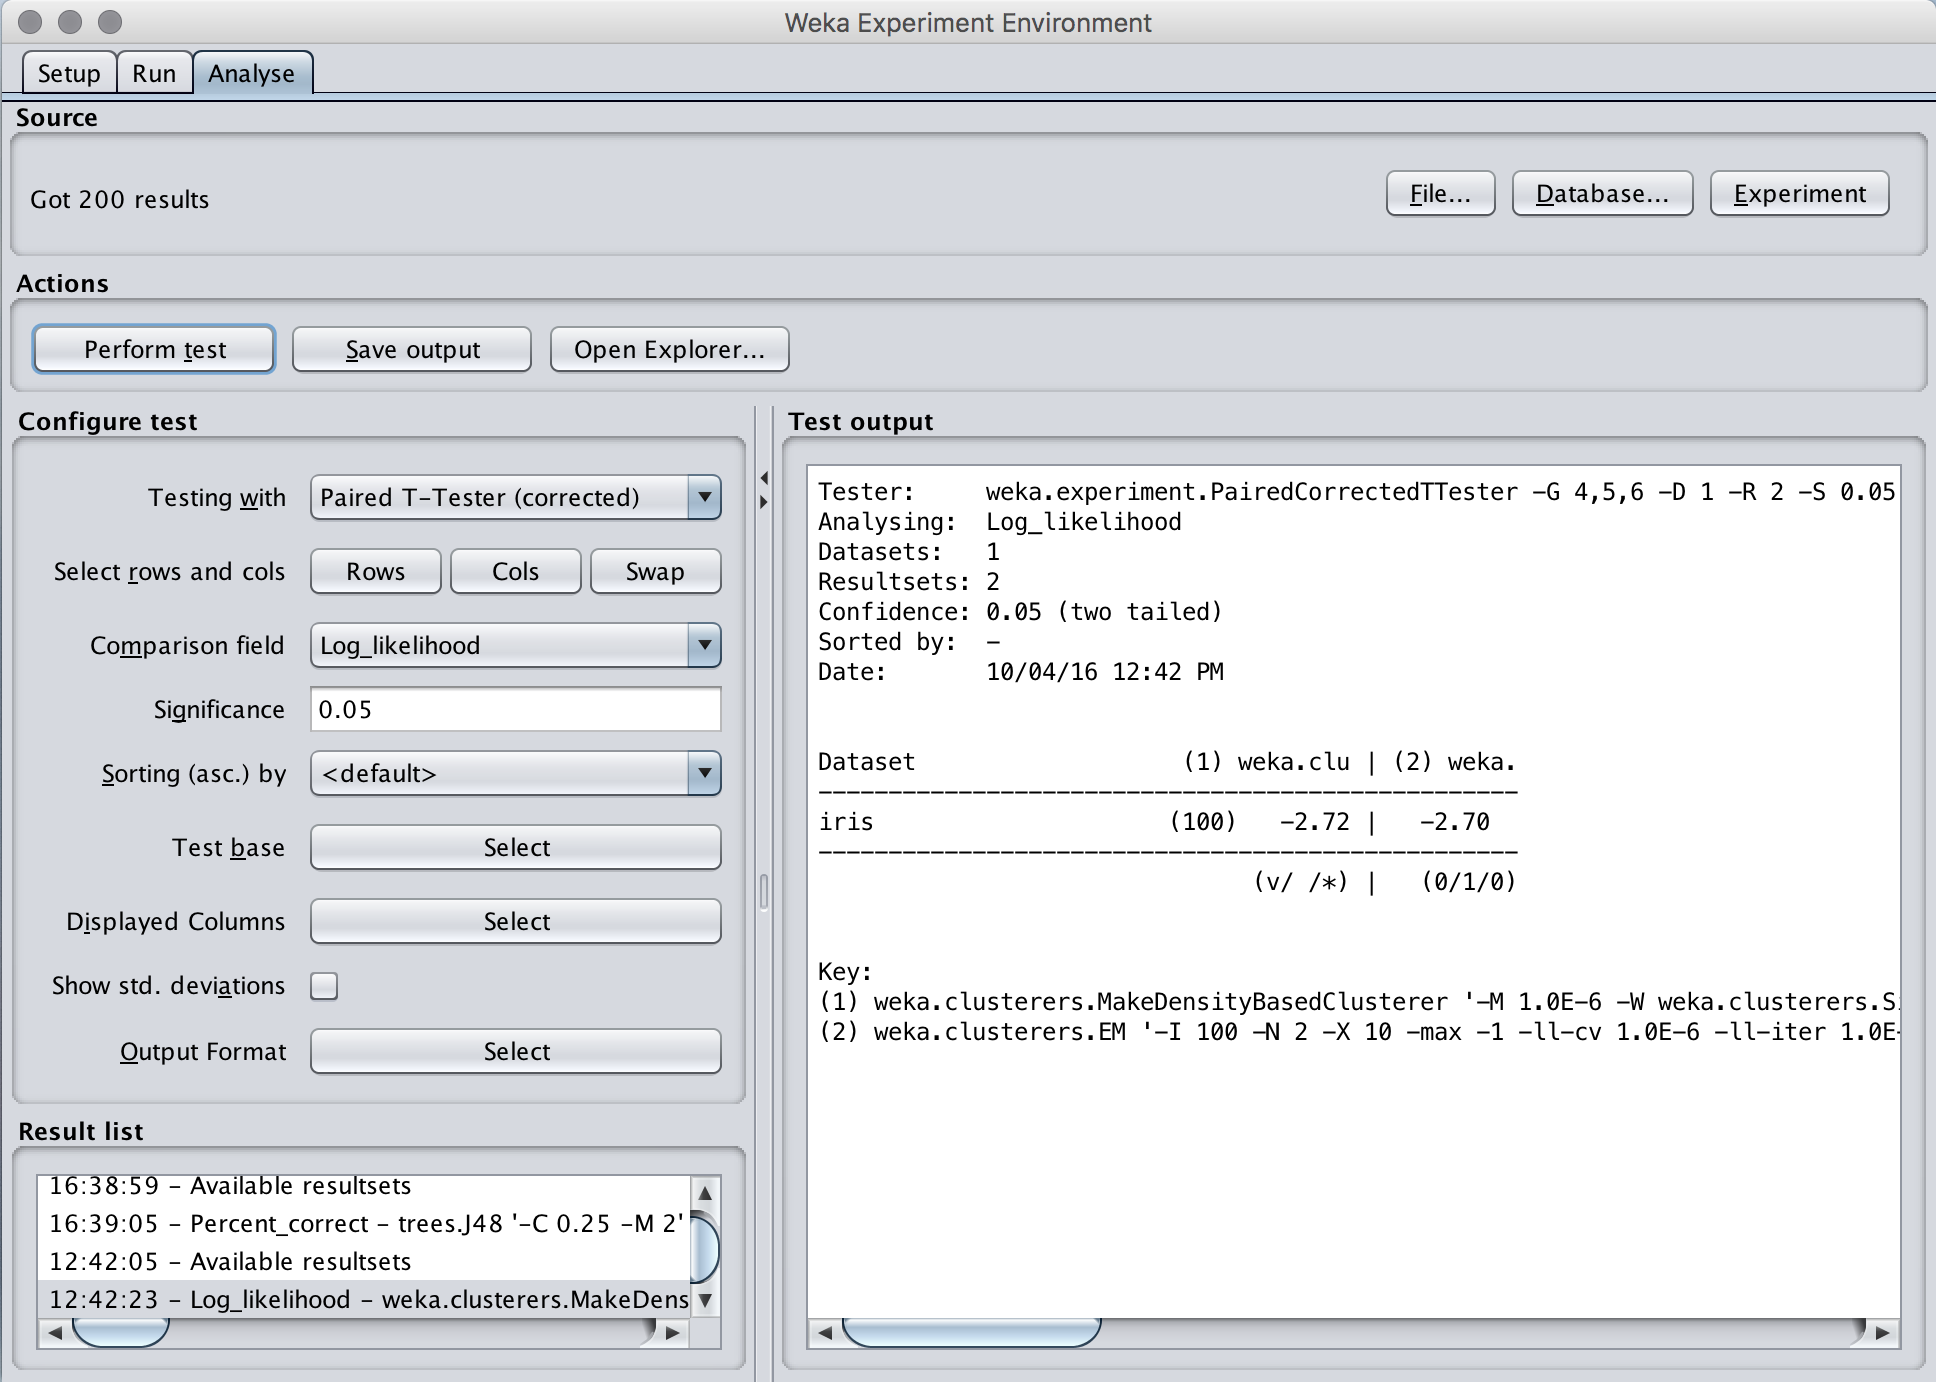 Weka Experiment Environment
Setup Run Analyse
Source
Got 200 results
File... Database... Experiment
Actions
Perform test Save output Open Explorer...
Configure test
Testing with Paired T-Tester (corrected)
Select rows and cols Rows Cols Swap
Comparison field Log_likelihood
Significance 0.05
Sorting (asc.) by <default>
Test base Select
Displayed Columns Select
Show std. deviations
Output Format Select
Result list
16:38:59 - Available resultsets
16:39:05 - Percent_correct - trees.J48 '-C 0.25 -M 2'
12:42:05 - Available resultsets
12:42:23 - Log_likelihood - weka.clusterers.MakeDens
Test output
Tester: weka.experiment.PairedCorrectedTTester -G 4,5,6 -D 1 -R 2 -S 0.05
Analysing: Log_likelihood
Datasets: 1
Resultsets: 2
Confidence: 0.05 (two tailed)
Sorted by: -
Date: 10/04/16 12:42 PM
Dataset (1) weka.clu | (2) weka.
--------------------------------------------------
iris (100) -2.72 | -2.70
--------------------------------------------------
(v/ /*) | (0/1/0)
Key:
(1) weka.clusterers.MakeDensityBasedClusterer '-M 1.0E-6 -W weka.clusterers.S
(2) weka.clusterers.EM '-I 100 -N 2 -X 10 -max -1 -ll-cv 1.0E-6 -ll-iter 1.0E-